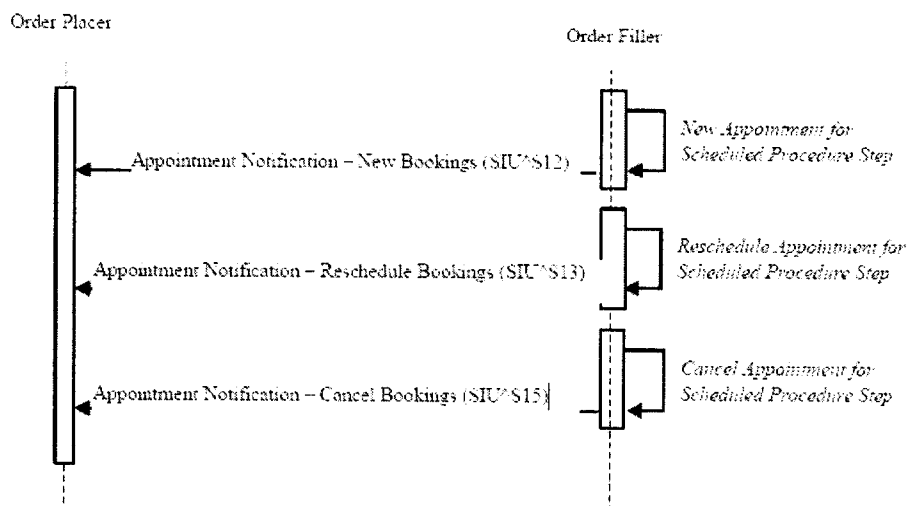 Order Placer
Order Filler
New Appointment for
Scheduled Procedure Step
Appointment Notification – New Bookings (SIU^S12)
Reschedule Appointment for
Scheduled Procedure Step
Appointment Notification – Reschedule Bookings (SIU^S13)
Cancel Appointment for
Scheduled Procedure Step
Appointment Notification – Cancel Bookings (SIU^S15)